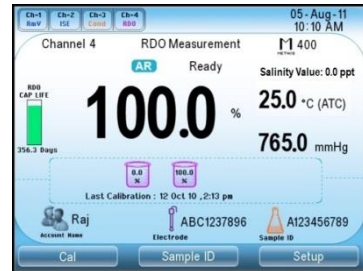 Ch-1 Ch-2 Ch-3 Ch-4
RmV ISE Cond RDO
05 - Aug - 11
10: 10 AM
Channel 4 RDO Measurement M 400
METHOD
AR Ready
Salinity Value: 0.0 ppt
RDO
CAP LIFE
100.0 %
25.0 °C (ATC)
765.0 mmHg
356.3 Days
0.0 %
100.0 %
Last Calibration : 12 Oct 10 ,2:13 pm
Raj ABC1237896 A123456789
Account Name Electrode Sample ID
Cal Sample ID Setup